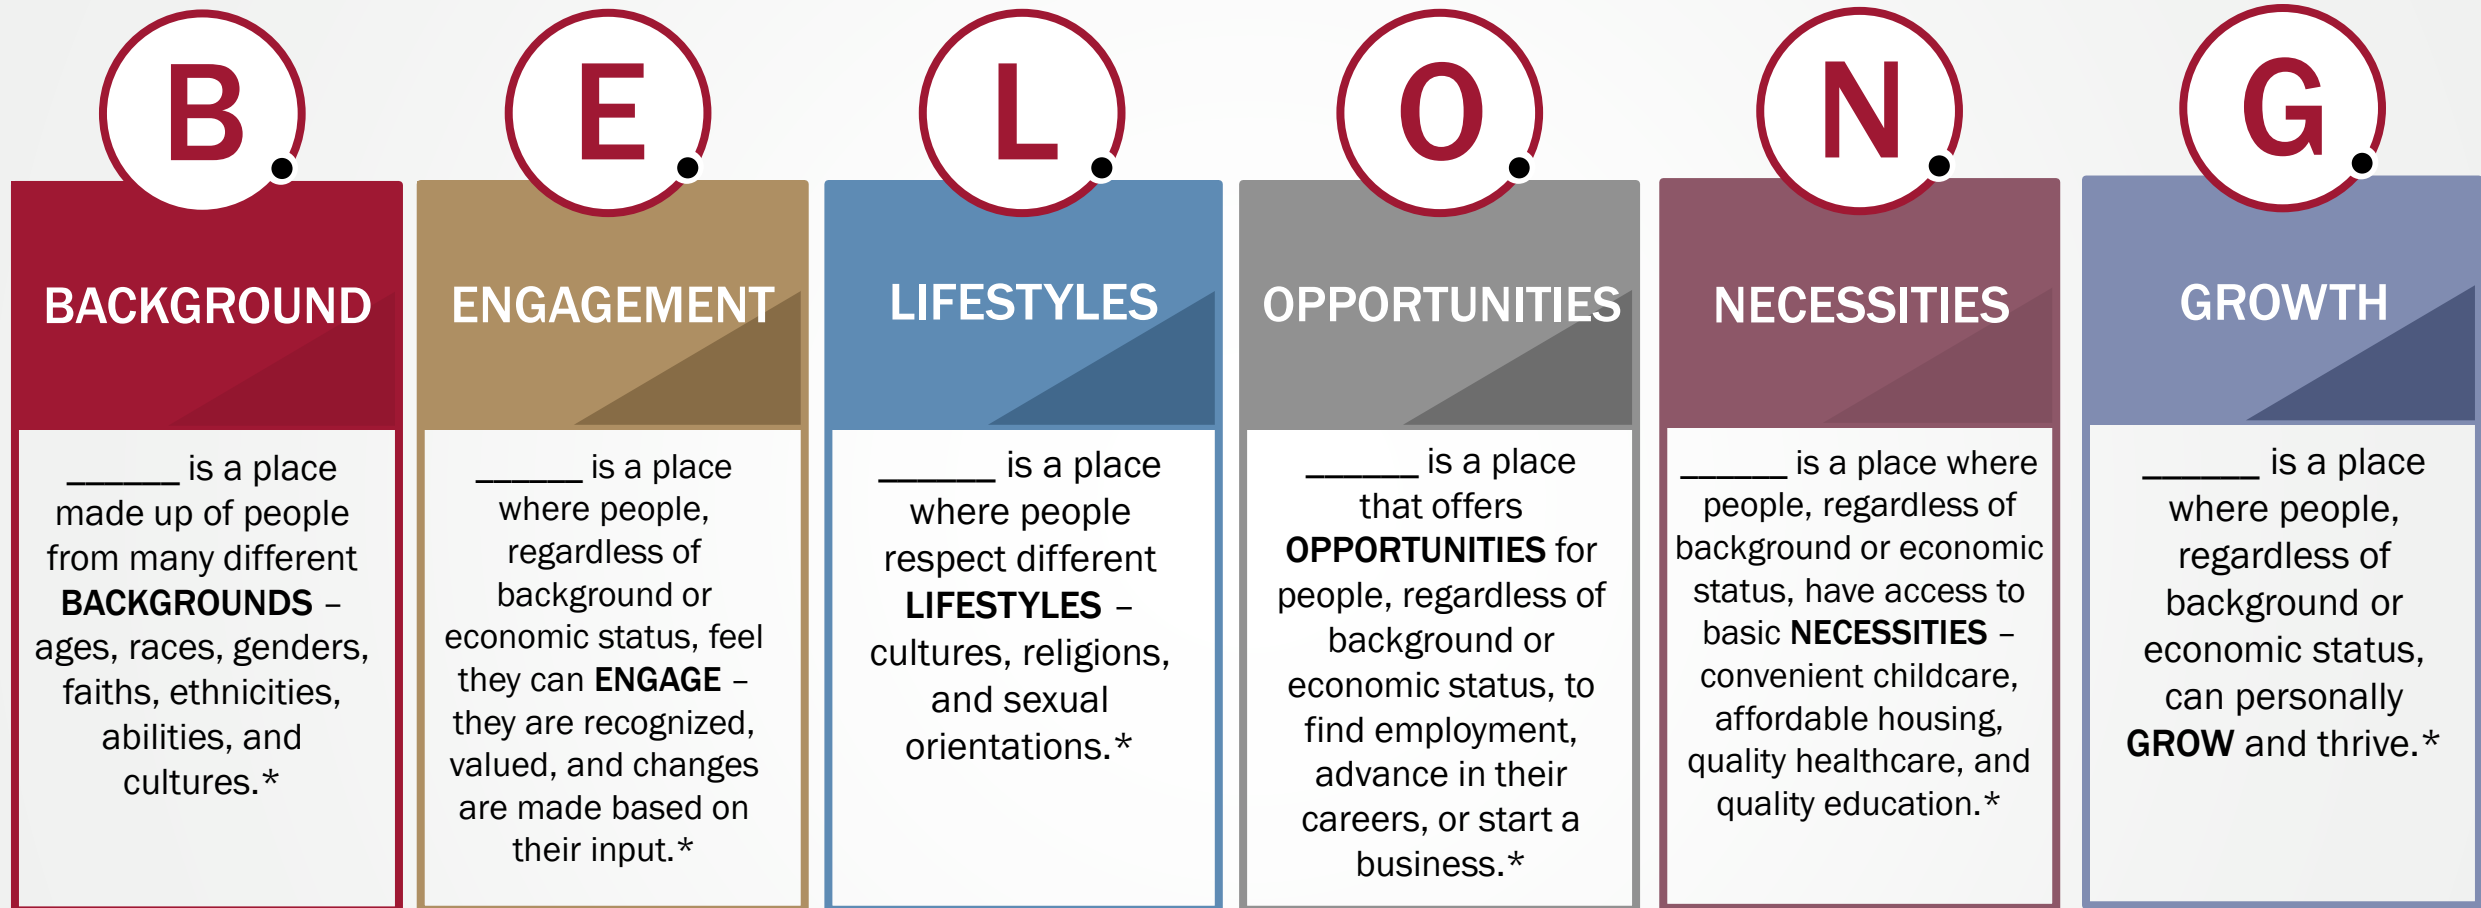 B.
BACKGROUND
______ is a place
made up of people
from many different
BACKGROUNDS –
ages, races, genders,
faiths, ethnicities,
abilities, and
cultures.*
E.
ENGAGEMENT
______ is a place
where people,
regardless of
background or
economic status, feel
they can ENGAGE –
they are recognized,
valued, and changes
are made based on
their input.*
L.
LIFESTYLES
______ is a place
where people
respect different
LIFESTYLES –
cultures, religions,
and sexual
orientations.*
O.
OPPORTUNITIES
______ is a place
that offers
OPPORTUNITIES for
people, regardless of
background or
economic status, to
find employment,
advance in their
careers, or start a
business.*
N.
NECESSITIES
______ is a place where
people, regardless of
background or economic
status, have access to
basic NECESSITIES –
convenient childcare,
affordable housing,
quality healthcare, and
quality education.*
G.
GROWTH
______ is a place
where people,
regardless of
background or
economic status,
can personally
GROW and thrive.*